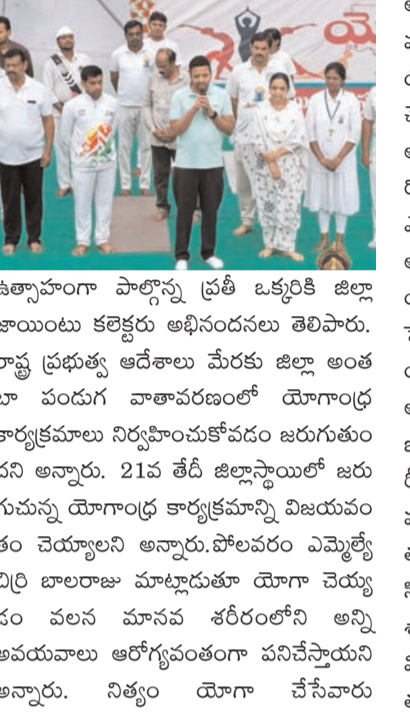 యో
ఉత్సాహంగా పాల్గొన్న ప్రతీ ఒక్కరికి జిల్లా
జాయింటు కలెక్టరు అభినందనలు తెలిపారు.
రాష్ట్ర ప్రభుత్వ ఆదేశాలు మేరకు జిల్లా అంత
టా పండుగ వాతావరణంలో యోగాంధ్ర
కార్యక్రమాలు నిర్వహించుకోవడం జరుగుతుం
దని అన్నారు. 21వ తేదీ జిల్లాస్థాయిలో జరు
గుచున్న యోగాంధ్ర కార్యక్రమాన్ని విజయవం
తం చెయ్యాలని అన్నారు.పోలవరం ఎమ్మెల్యే
చిర్రి బాలరాజు మాట్లాడుతూ యోగా చెయ్య
డం వలన మానవ శరీరంలోని అన్ని
అవయవాలు ఆరోగ్యవంతంగా పనిచేస్తాయని
అన్నారు. నిత్యం యోగా చేసేవారు